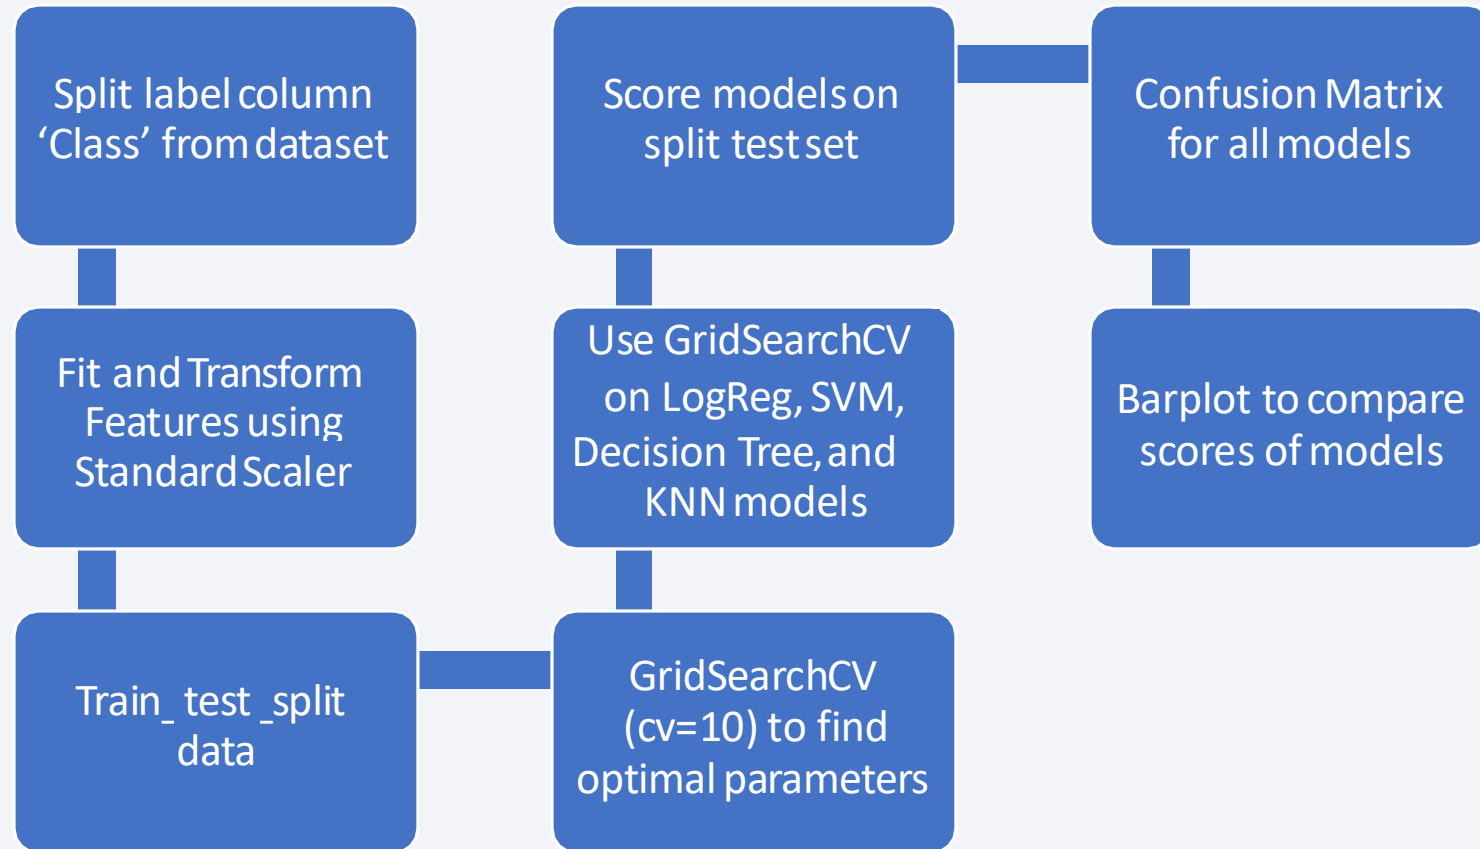 Split label column
‘Class’ from dataset
Fit and Transform
Features using
Standard Scaler
Train_ test _split
data
GridSearchCV
(cv=10) to find
optimal parameters
Use GridSearchCV
on LogReg, SVM,
Decision Tree, and
KNN models
Score models on
split test set
Confusion Matrix
for all models
Barplot to compare
scores of models